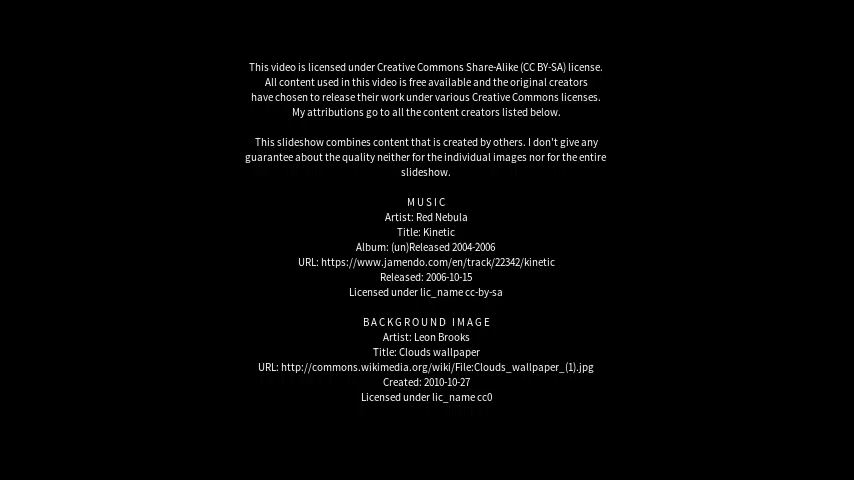 This video is licensed under Creative Commons Share-Alike (CC BY-SA) license.
All content used in this video is free available and the original creators
have chosen to release their work under various Creative Commons licenses.
My attributions go to all the content creators listed below.
This slideshow combines content that is created by others. I don't give any
guarantee about the quality neither for the individual images nor for the entire
slideshow.
MUSIC
Artist: Red Nebula
Title: Kinetic
Album: (un)Released 2004-2006
URL: https://www.jamendo.com/en/track/22342/kinetic
Released: 2006-10-15
Licensed under lic_name cc-by-sa
BACKGROUND IMAGE
Artist: Leon Brooks
Title: Clouds wallpaper
URL: http://commons.wikimedia.org/wiki/File:Clouds_wallpaper_(1).jpg
Created: 2010-10-27
Licensed under lic_name cc0